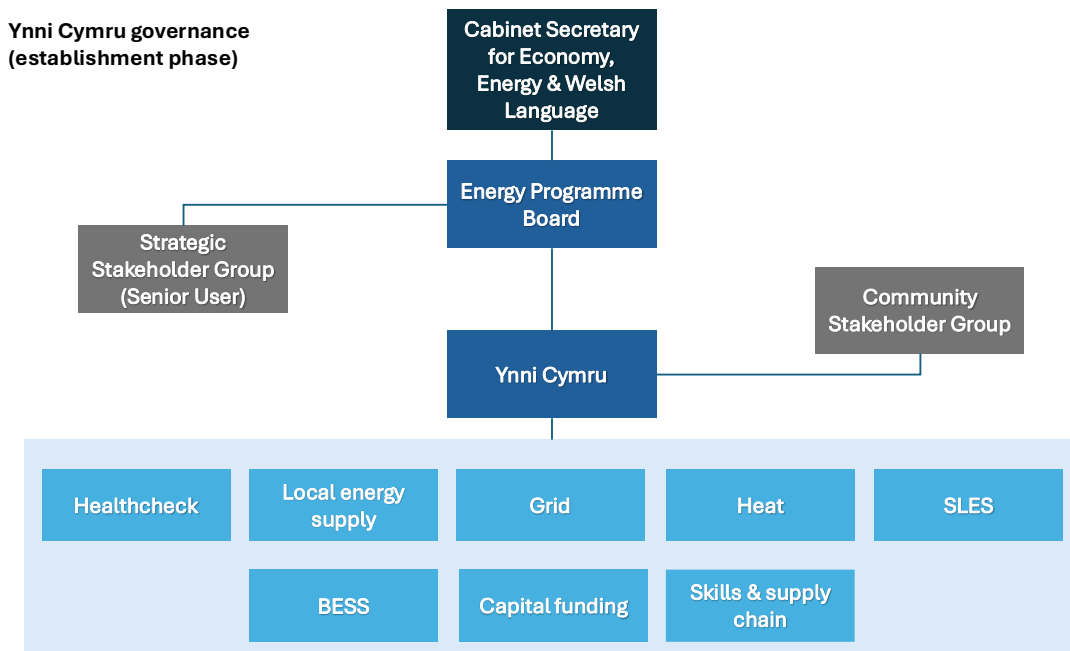 Ynni Cymru governance
(establishment phase)
Cabinet Secretary
for Economy,
Energy & Welsh
Language
Energy Programme
Board
Strategic
Stakeholder Group
(Senior User)
Community
Stakeholder Group
Ynni Cymru
Healthcheck
Local energy
supply
Grid
Heat
SLES
BESS
Capital funding
Skills & supply
chain